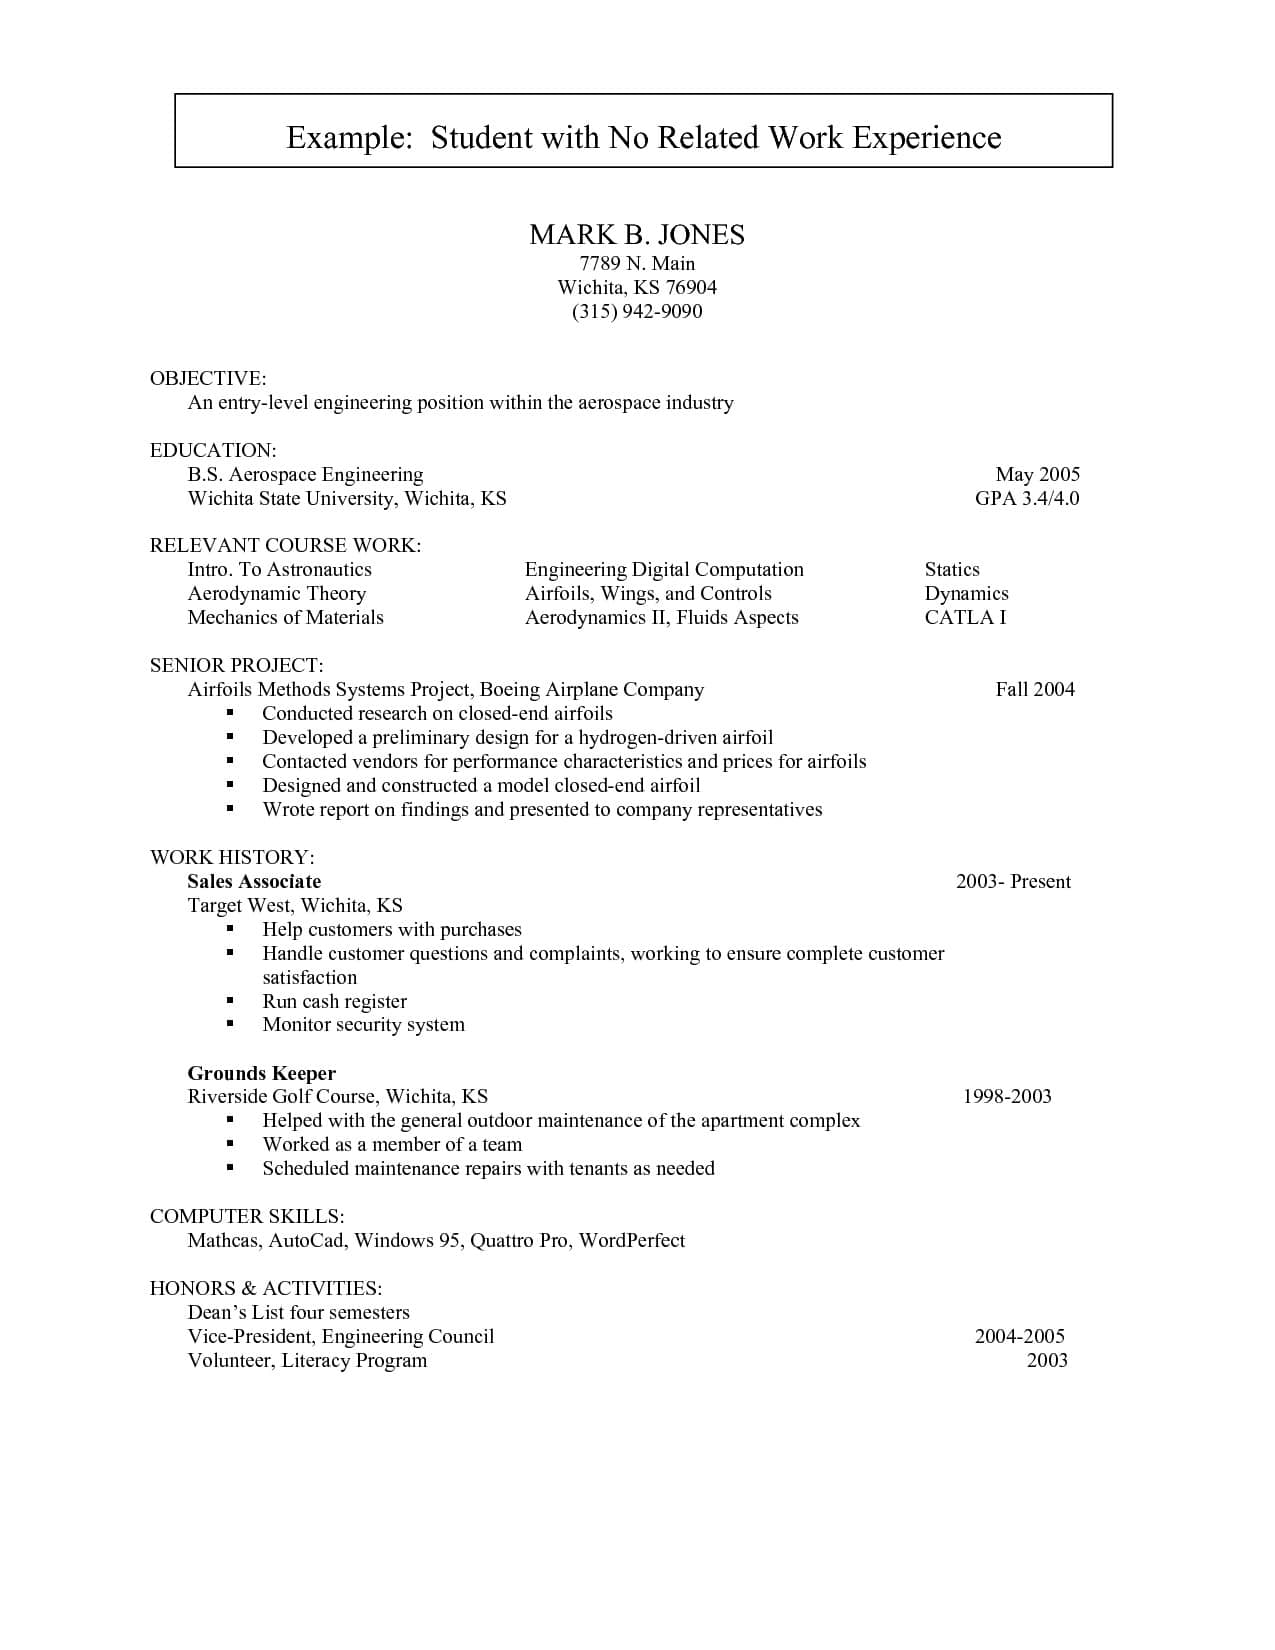 Example:  Student with No Related Work Experience
MARK B. JONES
7789 N. Main
Wichita, KS 76904
(315) 942-9090
OBJECTIVE:
An entry-level engineering position within the aerospace industry
EDUCATION:
B.S. Aerospace Engineering May 2005
Wichita State University, Wichita, KS GPA 3.4/4.0
RELEVANT COURSE WORK:
Intro. To Astronautics Engineering Digital Computation Statics
Aerodynamic Theory Airfoils, Wings, and Controls Dynamics
Mechanics of Materials Aerodynamics II, Fluids Aspects CATLA I
SENIOR PROJECT:
Airfoils Methods Systems Project, Boeing Airplane Company Fall 2004
▪ Conducted research on closed-end airfoils
▪ Developed a preliminary design for a hydrogen-driven airfoil
▪ Contacted vendors for performance characteristics and prices for airfoils
▪ Designed and constructed a model closed-end airfoil
▪ Wrote report on findings and presented to company representatives
WORK HISTORY:
Sales Associate 2003- Present
Target West, Wichita, KS
▪ Help customers with purchases
▪ Handle customer questions and complaints, working to ensure complete customer
satisfaction
▪ Run cash register
▪ Monitor security system
Grounds Keeper
Riverside Golf Course, Wichita, KS 1998-2003
▪ Helped with the general outdoor maintenance of the apartment complex
▪ Worked as a member of a team
▪ Scheduled maintenance repairs with tenants as needed
COMPUTER SKILLS:
Mathcas, AutoCad, Windows 95, Quattro Pro, WordPerfect
HONORS & ACTIVITIES:
Dean’s List four semesters
Vice-President, Engineering Council 2004-2005
Volunteer, Literacy Program 2003